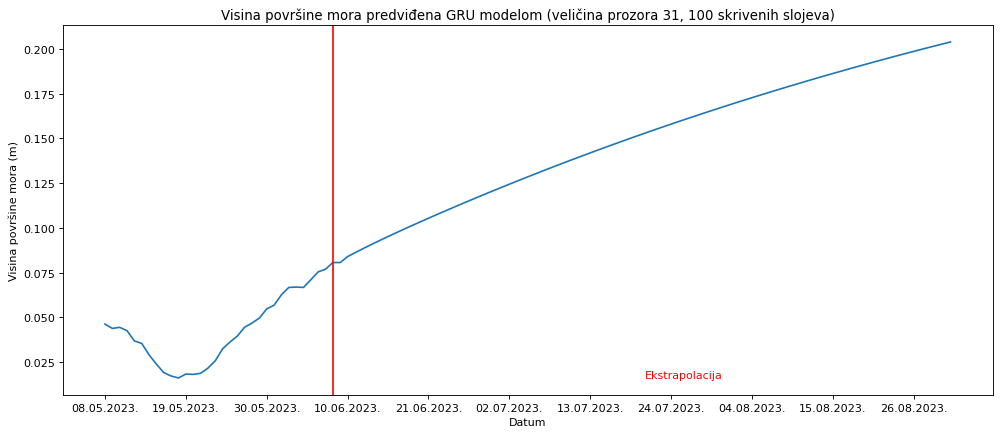 Visina površine mora predviđena GRU modelom (veličina prozora 31, 100 skrivenih slojeva)
Visina površine mora (m)
0.200
0.175
0.150
0.125
0.100
0.075
0.050
0.025
Ekstrapolacija
08.05.2023. 19.05.2023. 30.05.2023. 10.06.2023. 21.06.2023. 02.07.2023. 13.07.2023. 24.07.2023. 04.08.2023. 15.08.2023. 26.08.2023.
Datum